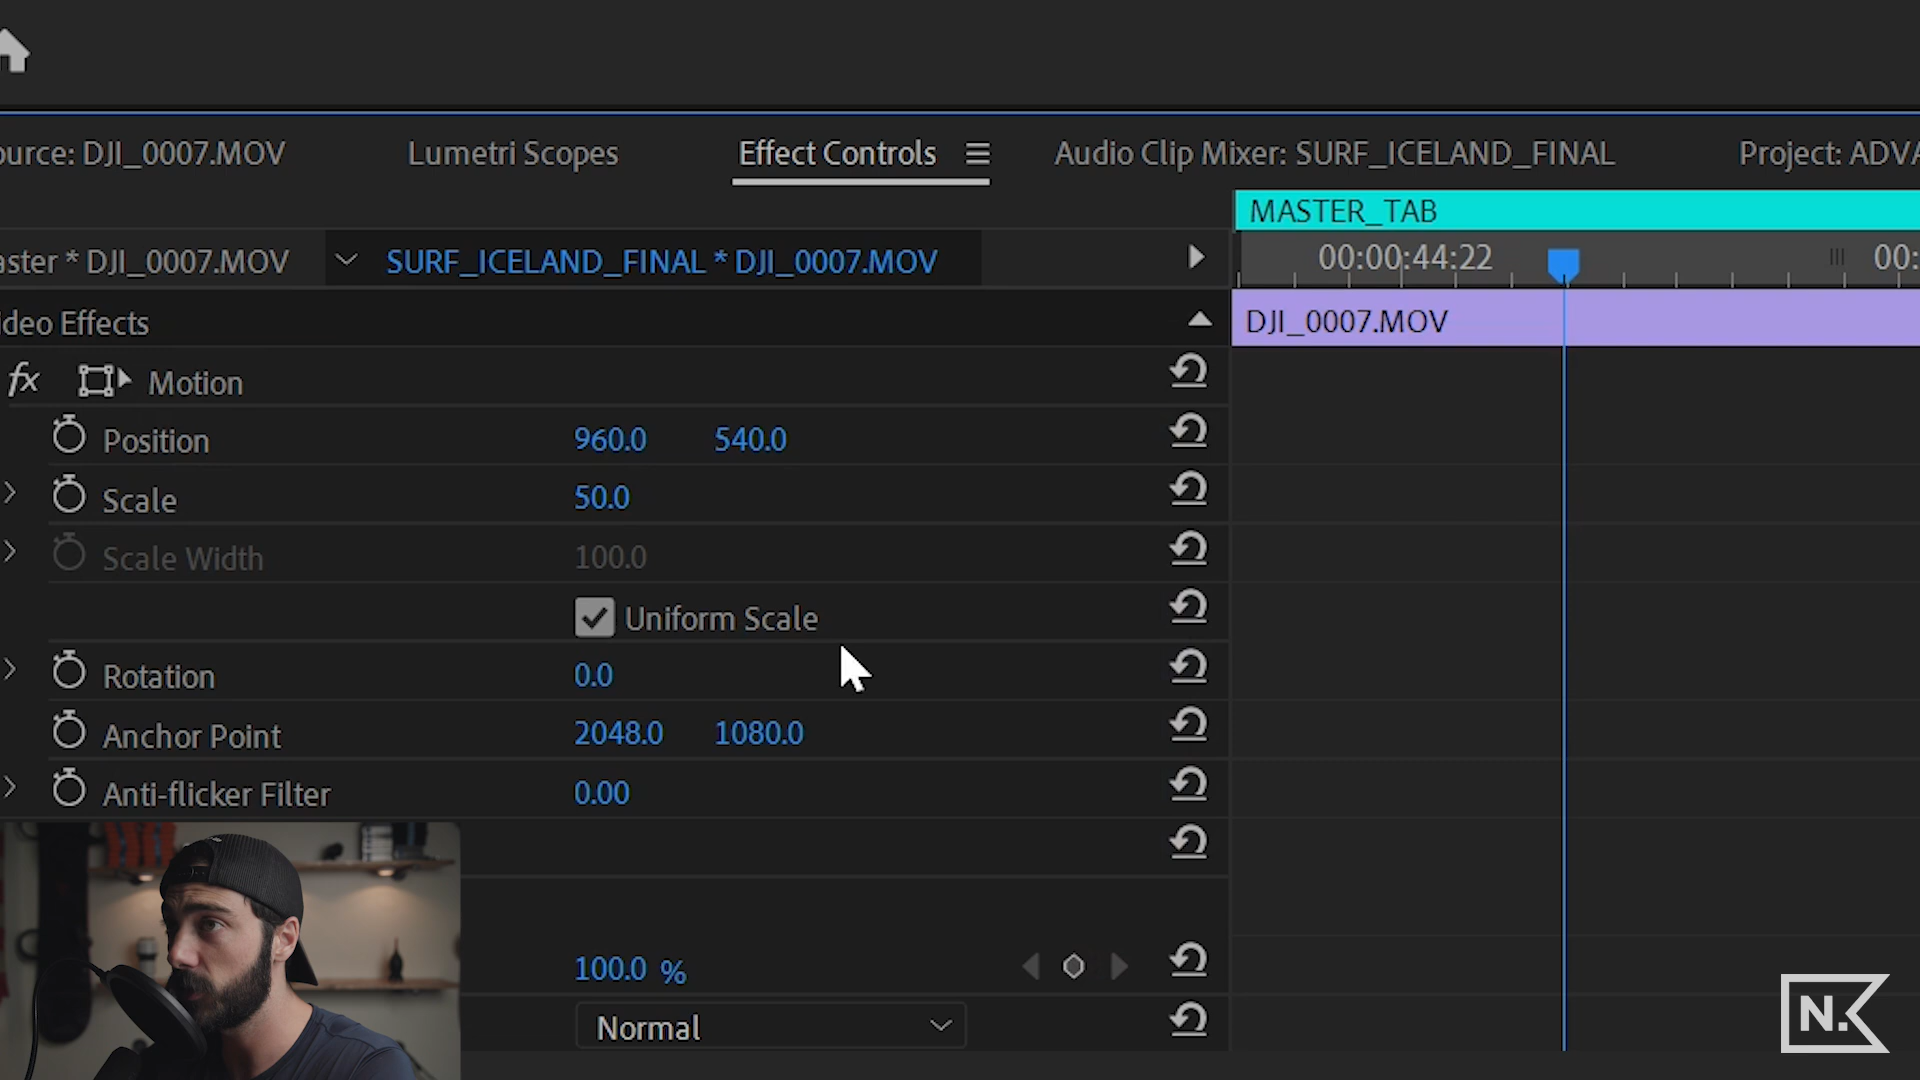 ource: DJI_0007.MOV
Lumetri Scopes
Effect Controls
Audio Clip Mixer: SURF_ICELAND_FINAL
Project: ADVA
MASTER_TAB
aster * DJI_0007.MOV
SURF_ICELAND_FINAL * DJI_0007.MOV
00:00:44:22
00:
ideo Effects
DJI_0007.MOV
fx Motion
Position 960.0 540.0
Scale 50.0
Scale Width 100.0
Uniform Scale
Rotation 0.0
Anchor Point 2048.0 1080.0
Anti-flicker Filter 0.00
100.0 %
Normal
N.K